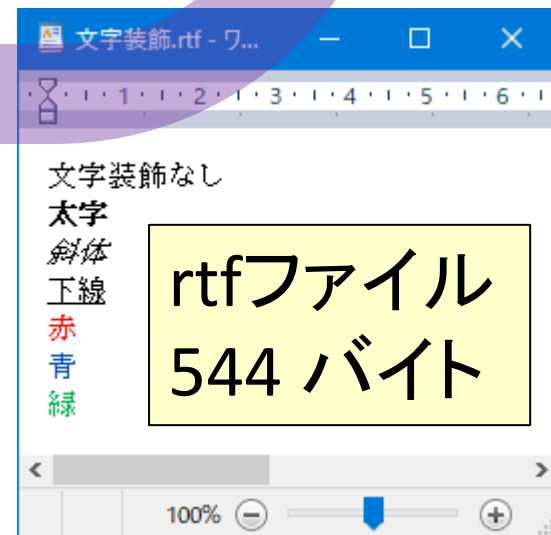 文字装飾.rtf - ワ...
1 2 3 4 5 6
文字装飾なし
太字
斜体
下線
赤
青
緑
rtfファイル
544 バイト
100%